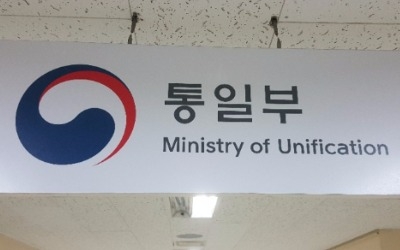 통일부
Ministry of Unification